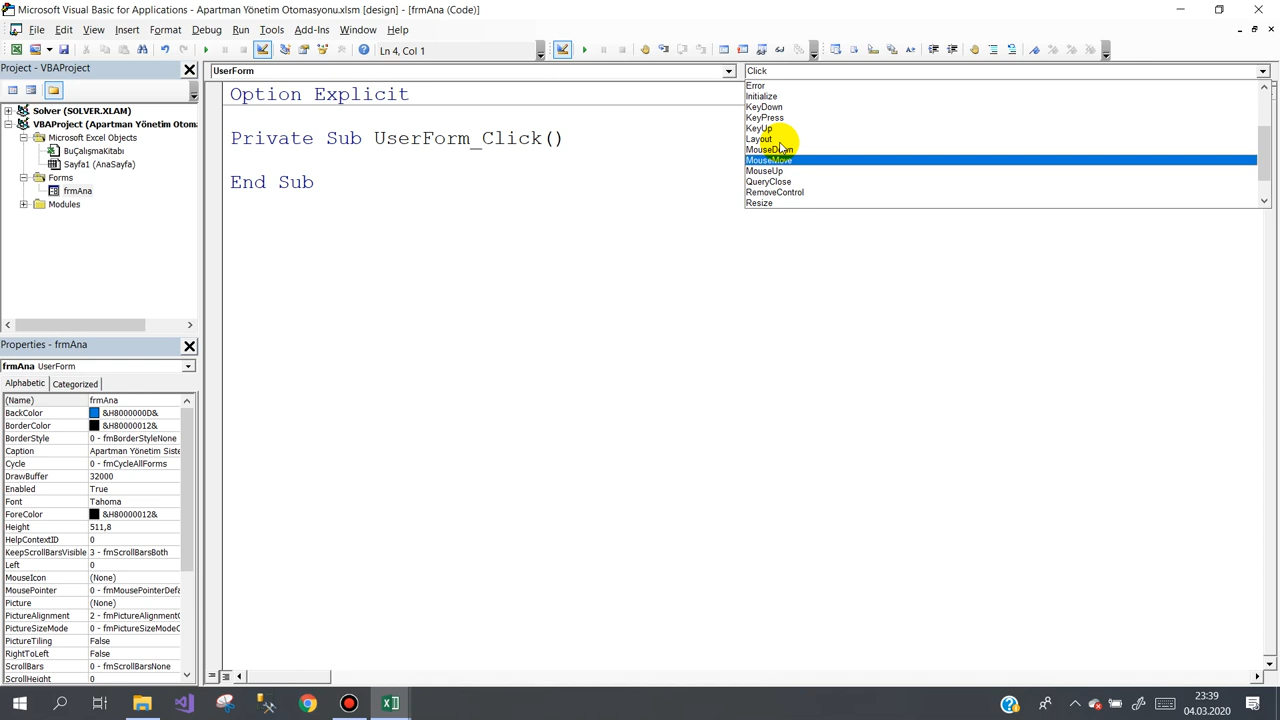 Microsoft Visual Basic for Applications - Apartman Yönetim Otomasyonu.xlsm [design] - [frmAna (Code)]
File Edit View Insert Format Debug Run Tools Add-Ins Window Help
Ln 4, Col 1
Project - VBAProject
UserForm
Click
Solver (SOLVER.XLAM)
VBAProject (Apartman Yönetim Otom
Microsoft Excel Objects
BuÇalışmaKitabı
Sayfa1 (AnaSayfa)
Forms
frmAna
Modules
Option Explicit
Private Sub UserForm_Click()
End Sub
Error
Initialize
KeyDown
KeyPress
KeyUp
Layout
MouseDown
MouseMove
MouseUp
QueryClose
RemoveControl
Resize
Properties - frmAna
frmAna UserForm
Alphabetic Categorized
(Name) frmAna
BackColor &H8000000D&
BorderColor &H80000012&
BorderStyle 0 - fmBorderStyleNone
Caption Apartman Yönetim Siste
Cycle 0 - fmCycleAllForms
DrawBuffer 32000
Enabled True
Font Tahoma
ForeColor &H80000012&
Height 511,8
HelpContextID 0
KeepScrollBarsVisible 3 - fmScrollBarsBoth
Left 0
MouseIcon (None)
MousePointer 0 - fmMousePointerDefa
Picture (None)
PictureAlignment 2 - fmPictureAlignmentC
PictureSizeMode 0 - fmPictureSizeModeC
PictureTiling False
RightToLeft False
ScrollBars 0 - fmScrollBarsNone
ScrollHeight 0
23:39
04.03.2020